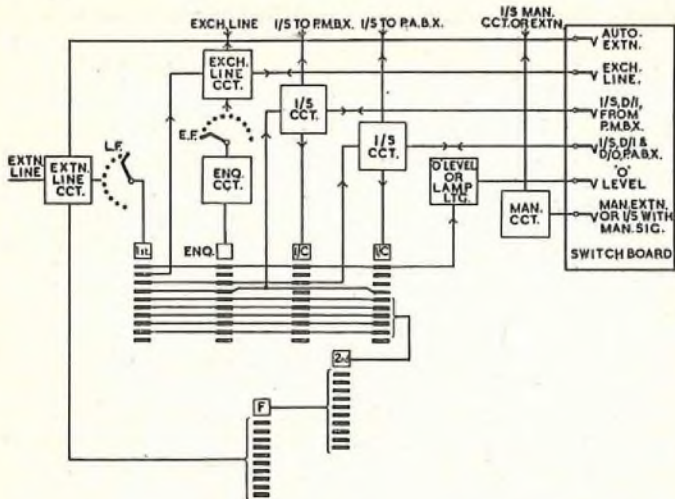 EXCH. LINE
I/S TO P.M.B.X.
I/S TO P.A.B.X.
I/S MAN.
CCT. OR EXTN.
AUTO.
EXTN.
EXCH.
LINE.
I/S, D/I,
FROM
P.M.B.X.
I/S, D/I &
D/O, P.A.B.X.
"O"
LEVEL
MAN. EXTN.
OR I/S WITH
MAN. SIG.
SWITCH BOARD
EXCH.
LINE
CCT.
I/S
CCT.
I/S
CCT.
"O" LEVEL
OR
LAMP
LTG.
MAN.
CCT.
E.F.
ENQ.
CCT.
L.F.
EXTN.
LINE
EXTN.
LINE
CCT.
1st.
ENQ.
I/C
I/C
2nd
F